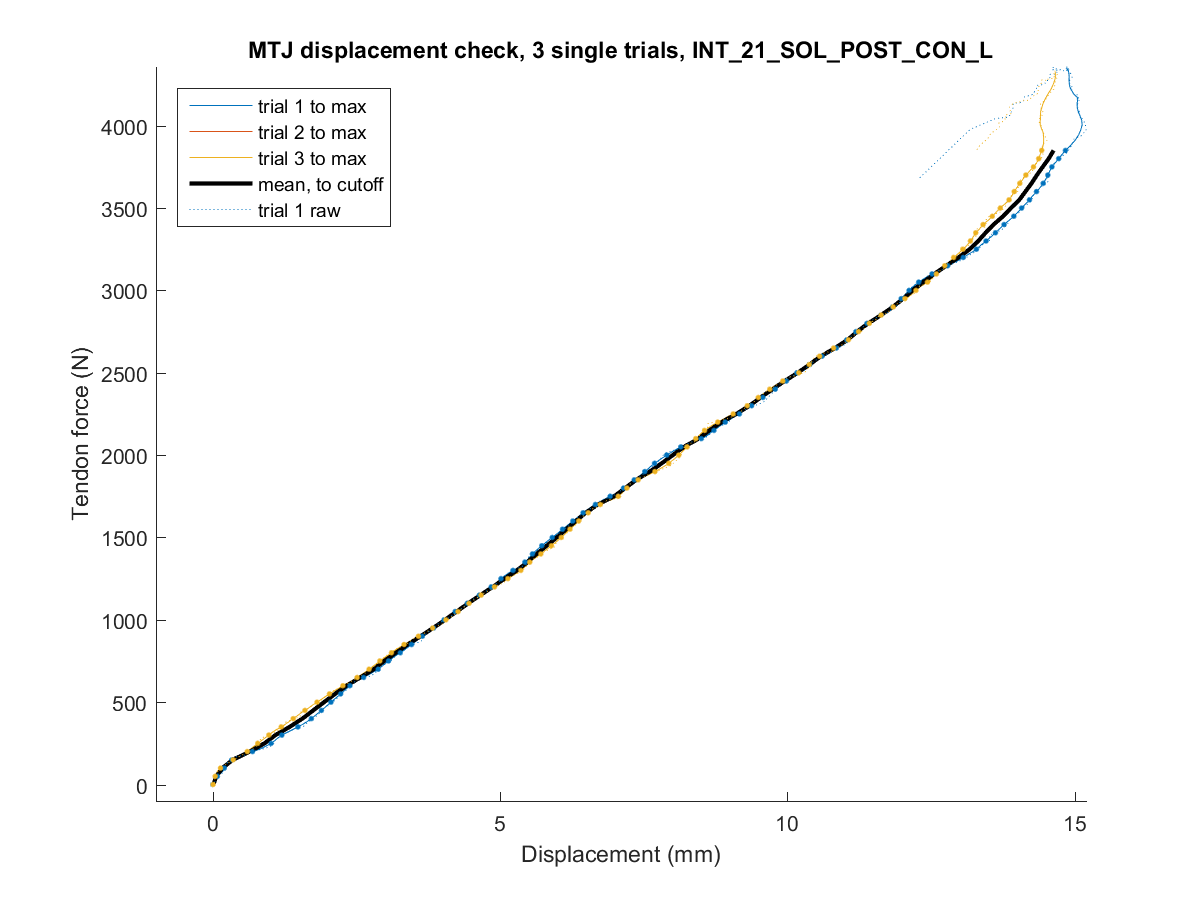 MTJ displacement check, 3 single trials, INT_21_SOL_POST_CON_L
trial 1 to max
trial 2 to max
trial 3 to max
mean, to cutoff
trial 1 raw
4000
3500
3000
2500
2000
1500
1000
500
0
Tendon force (N)
0 5 10 15
Displacement (mm)